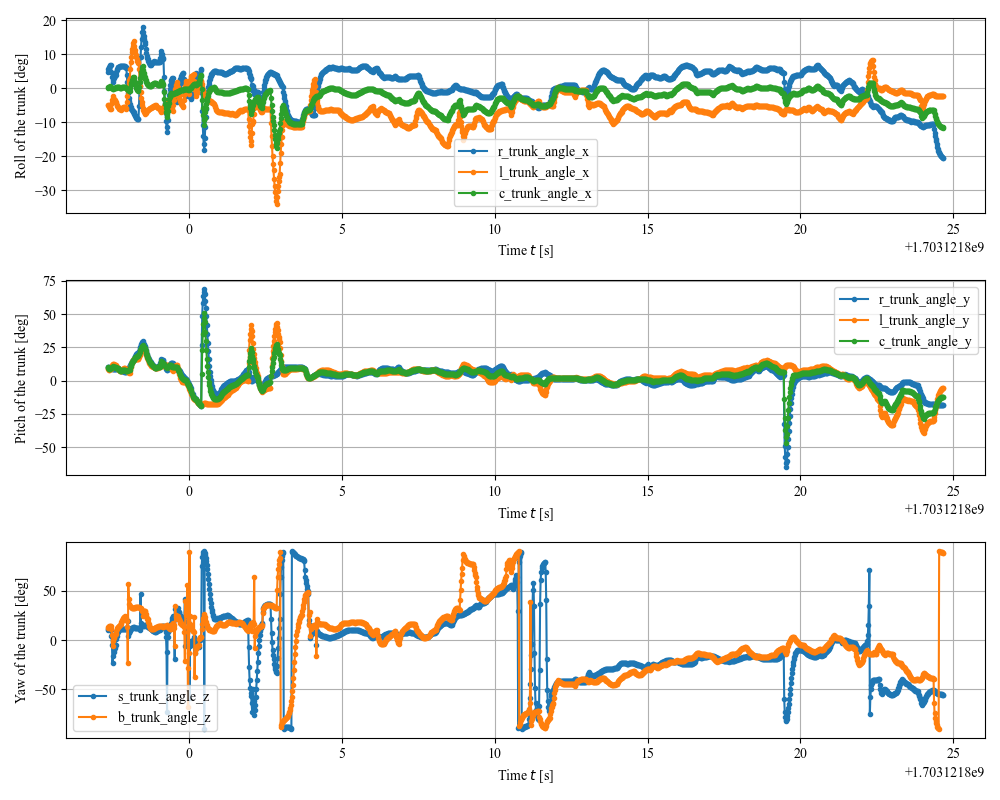 20
10
0
−10
−20
−30
Roll of the trunk [deg]
r_trunk_angle_x
l_trunk_angle_x
c_trunk_angle_x
0 5 10 15 20 25
Time t [s]
+1.7031218e9
75
50
25
0
−25
−50
Pitch of the trunk [deg]
r_trunk_angle_y
l_trunk_angle_y
c_trunk_angle_y
0 5 10 15 20 25
Time t [s]
+1.7031218e9
50
0
−50
Yaw of the trunk [deg]
s_trunk_angle_z
b_trunk_angle_z
0 5 10 15 20 25
Time t [s]
+1.7031218e9